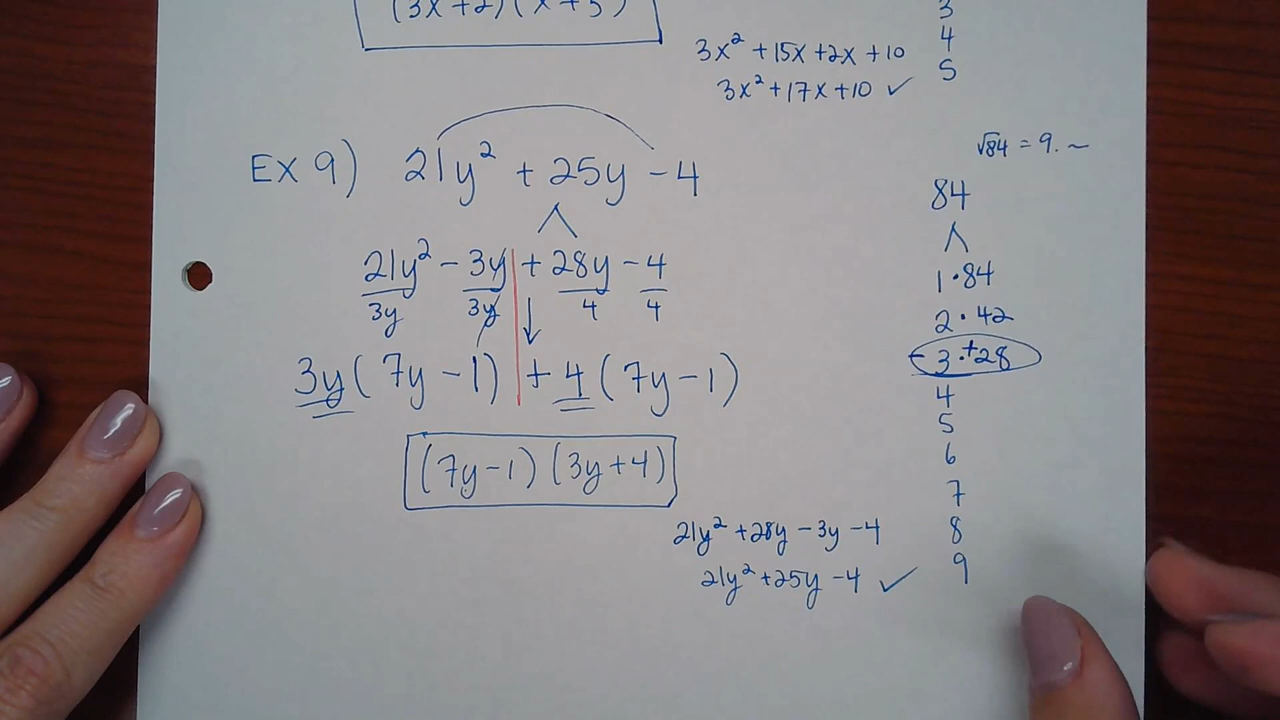 (3x+2)(x+5)
3
4
5
3x² +15x +2x +10
3x² +17x +10 ✓
Ex 9) 21y² + 25y - 4
√84 = 9.~
84
1·84
2·42
-3·+28
4
5
6
7
8
9
21y² - 3y + 28y - 4
3y 3y 4 4
3y(7y - 1) + 4(7y - 1)
(7y - 1)(3y + 4)
21y² + 28y - 3y - 4
21y² + 25y - 4 ✓